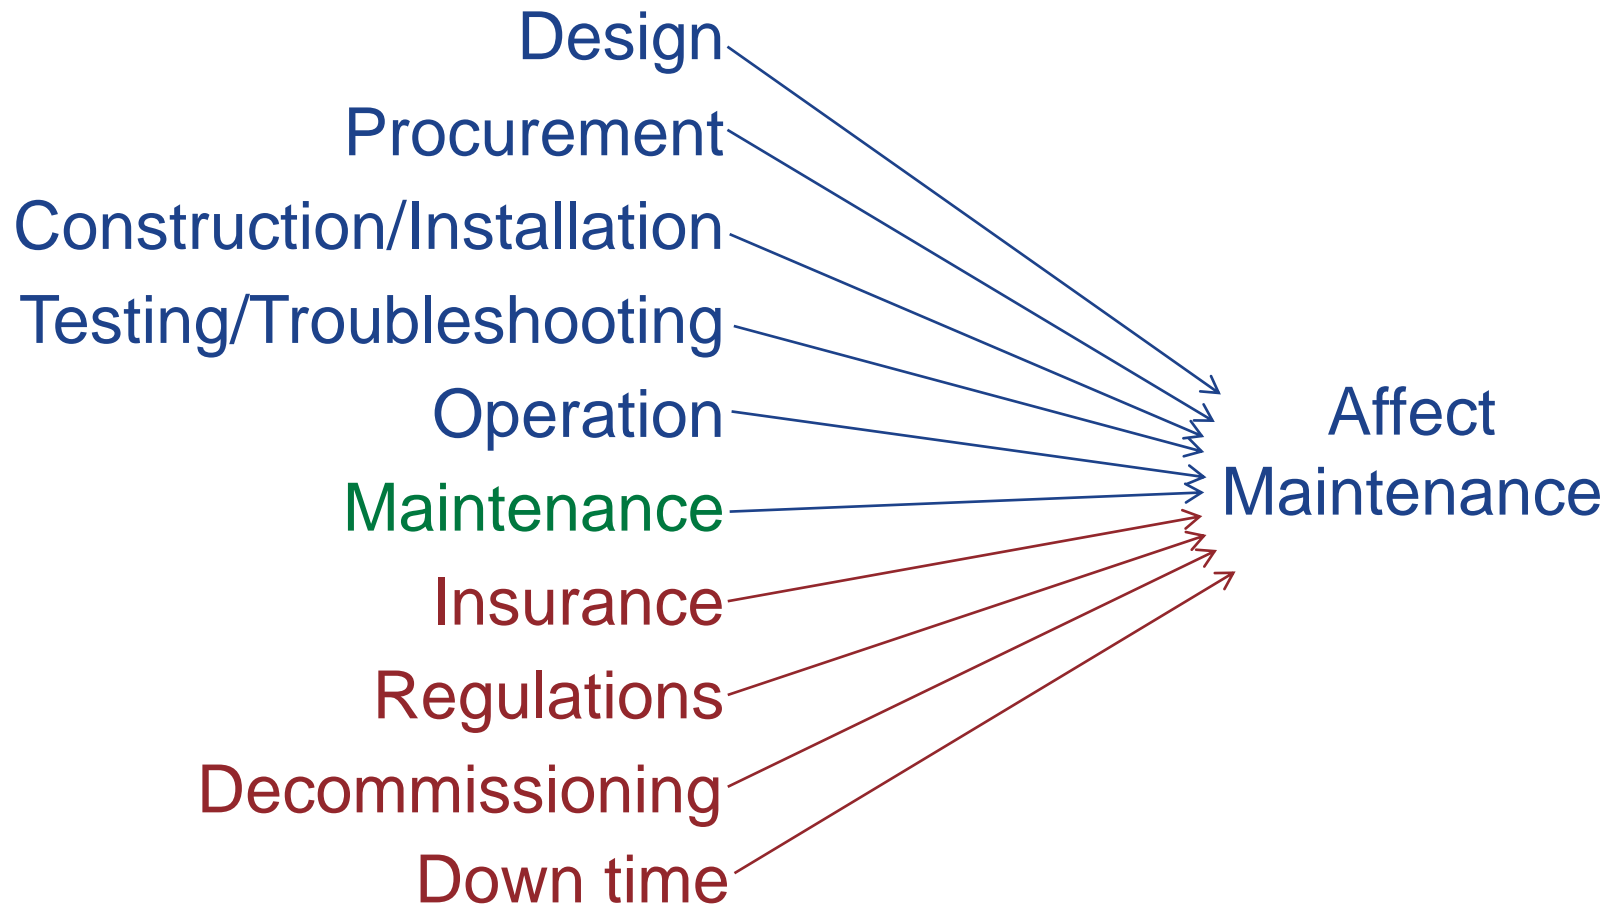 Design
Procurement
Construction/Installation
Testing/Troubleshooting
Operation
Maintenance
Insurance
Regulations
Decommissioning
Down time
Affect
Maintenance